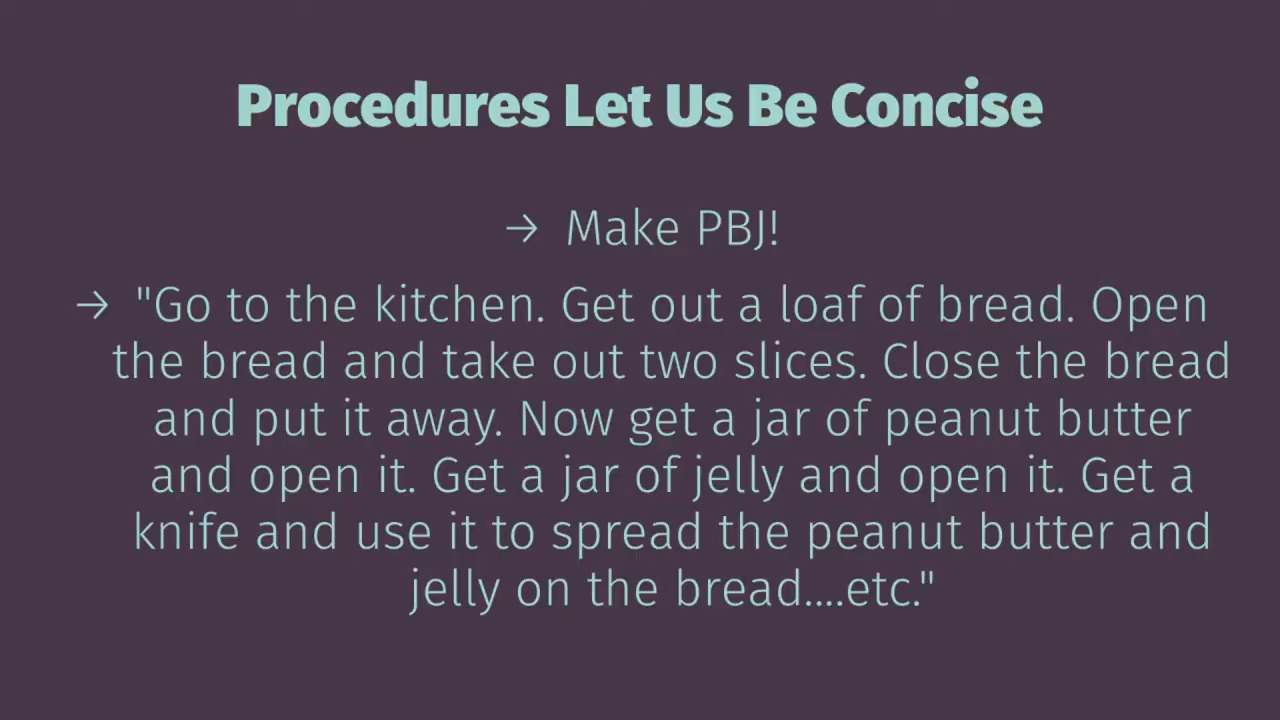 Procedures Let Us Be Concise
→ Make PBJ!
→ "Go to the kitchen. Get out a loaf of bread. Open
the bread and take out two slices. Close the bread
and put it away. Now get a jar of peanut butter
and open it. Get a jar of jelly and open it. Get a
knife and use it to spread the peanut butter and
jelly on the bread....etc."